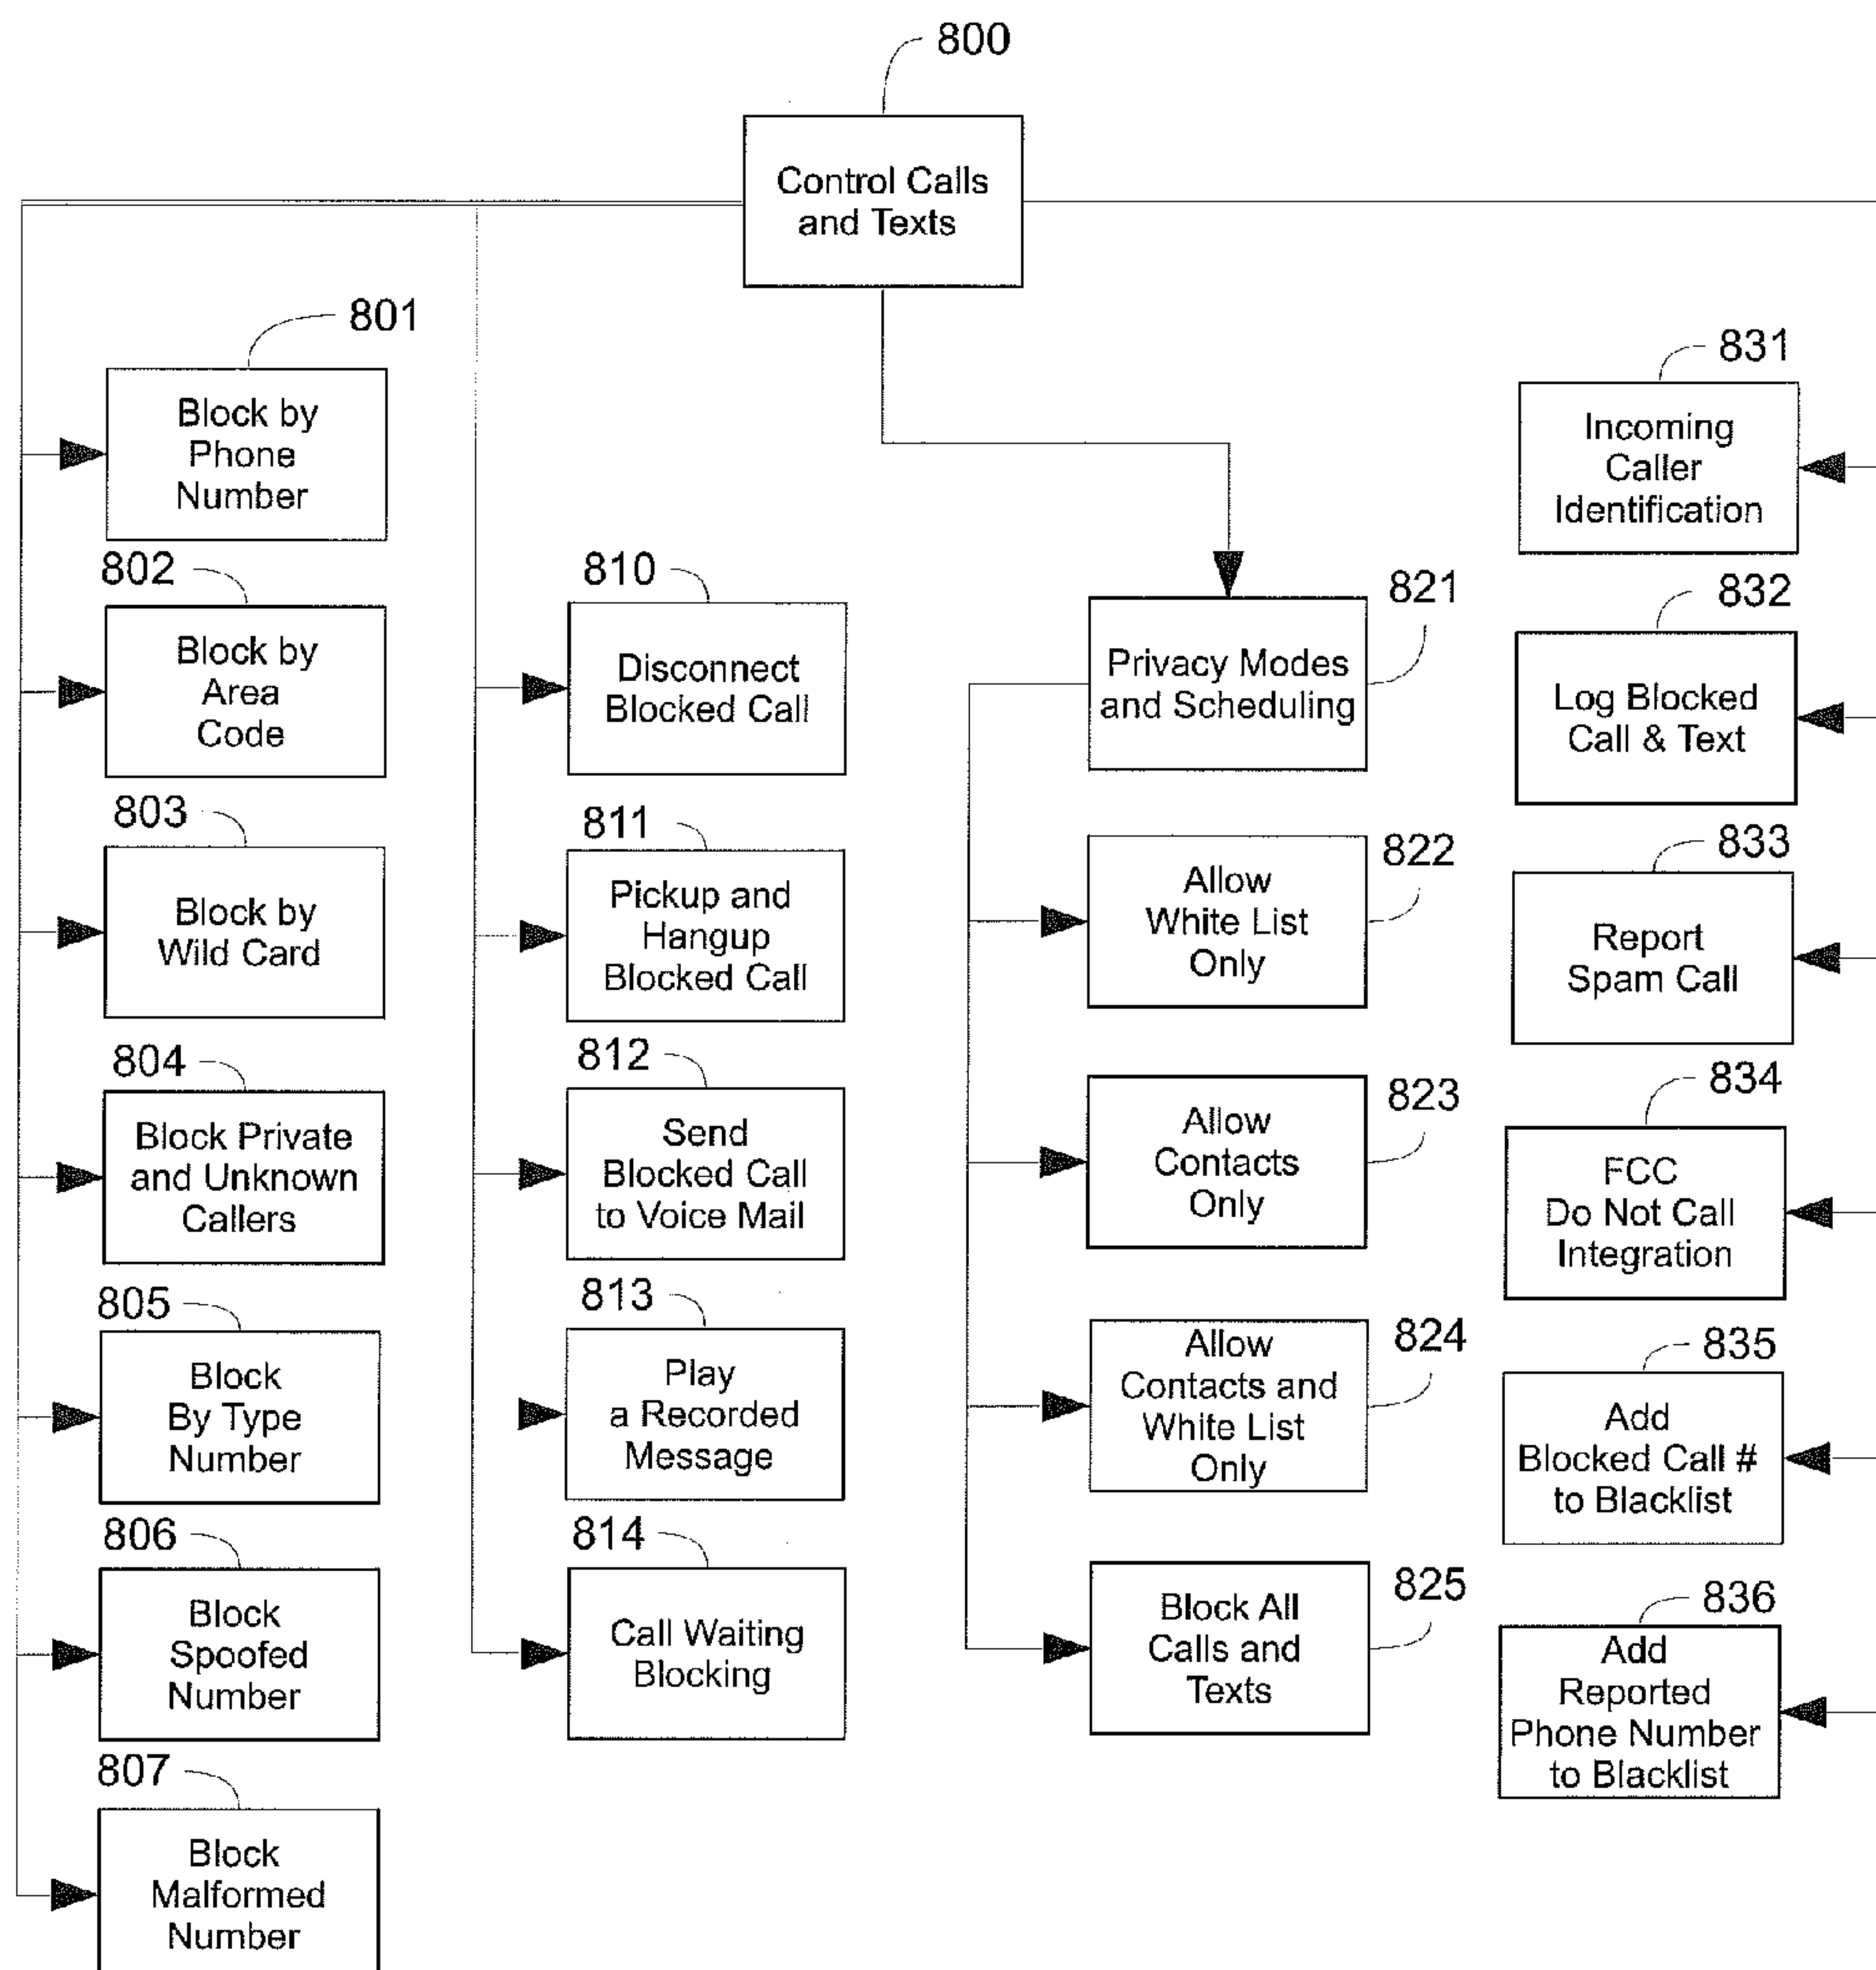 800
Control Calls
and Texts
801
Block by
Phone
Number
802
Block by
Area
Code
803
Block by
Wild Card
804
Block Private
and Unknown
Callers
805
Block
By Type
Number
806
Block
Spoofed
Number
807
Block
Malformed
Number
810
Disconnect
Blocked Call
811
Pickup and
Hangup
Blocked Call
812
Send
Blocked Call
to Voice Mail
813
Play
a Recorded
Message
814
Call Waiting
Blocking
821
Privacy Modes
and Scheduling
822
Allow
White List
Only
823
Allow
Contacts
Only
824
Allow
Contacts and
White List
Only
825
Block All
Calls and
Texts
831
Incoming
Caller
Identification
832
Log Blocked
Call & Text
833
Report
Spam Call
834
FCC
Do Not Call
Integration
835
Add
Blocked Call #
to Blacklist
836
Add
Reported
Phone Number
to Blacklist